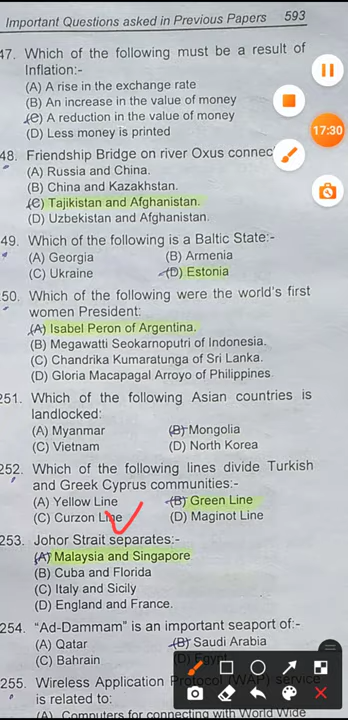 Important Questions asked in Previous Papers 593
47. Which of the following must be a result of
Inflation:-
(A) A rise in the exchange rate
(B) An increase in the value of money
(C) A reduction in the value of money
(D) Less money is printed
17:30
48. Friendship Bridge on river Oxus connec
(A) Russia and China.
(B) China and Kazakhstan.
(C) Tajikistan and Afghanistan.
(D) Uzbekistan and Afghanistan.
49. Which of the following is a Baltic State:-
(A) Georgia (B) Armenia
(C) Ukraine (D) Estonia
50. Which of the following were the world's first
women President:
(A) Isabel Peron of Argentina.
(B) Megawatti Seokarnoputri of Indonesia.
(C) Chandrika Kumaratunga of Sri Lanka.
(D) Gloria Macapagal Arroyo of Philippines.
251. Which of the following Asian countries is
landlocked:
(A) Myanmar (B) Mongolia
(C) Vietnam (D) North Korea
252. Which of the following lines divide Turkish
and Greek Cyprus communities:-
(A) Yellow Line (B) Green Line
(C) Curzon Line (D) Maginot Line
253. Johor Strait separates:-
(A) Malaysia and Singapore
(B) Cuba and Florida
(C) Italy and Sicily
(D) England and France.
254. "Ad-Dammam" is an important seaport of:-
(A) Qatar (B) Saudi Arabia
(C) Bahrain (D) Egypt
255. Wireless Application Protocol (WAP) service
is related to:
(A) Computers for connecting with World Wide